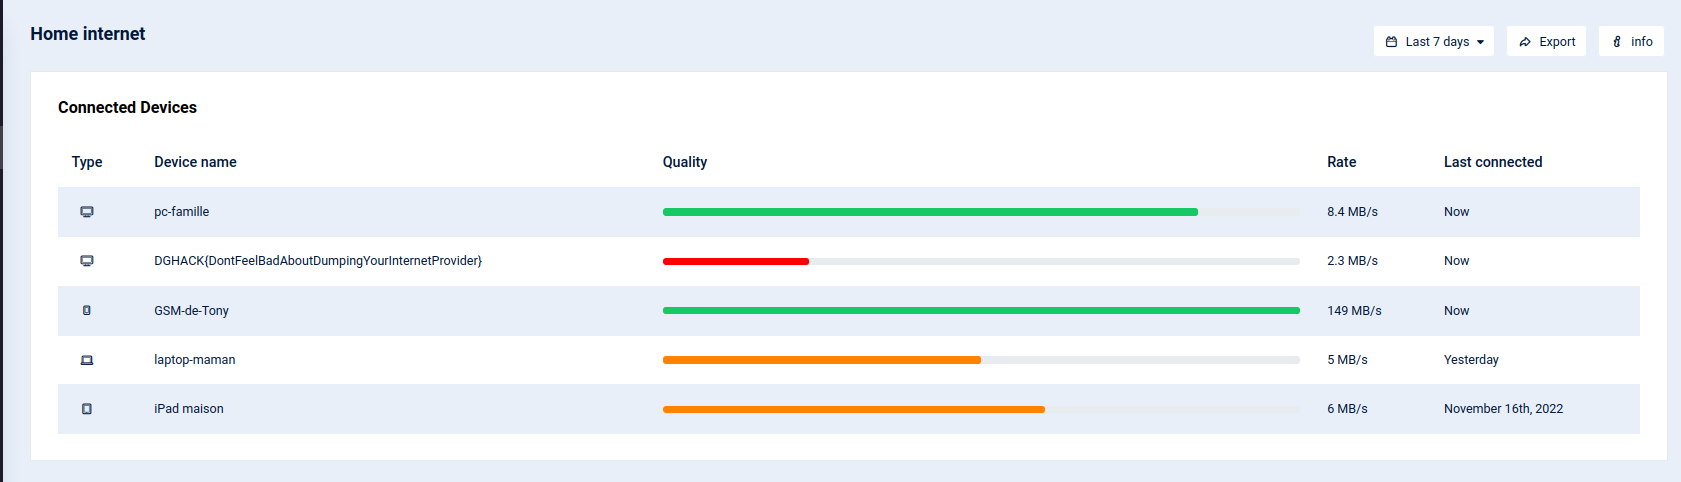 Home internet
Last 7 days
Export
info
Connected Devices
Type Device name Quality Rate Last connected
pc-famille 8.4 MB/s Now
DGHACK{DontFeelBadAboutDumpingYourInternetProvider} 2.3 MB/s Now
GSM-de-Tony 149 MB/s Now
laptop-maman 5 MB/s Yesterday
iPad maison 6 MB/s November 16th, 2022